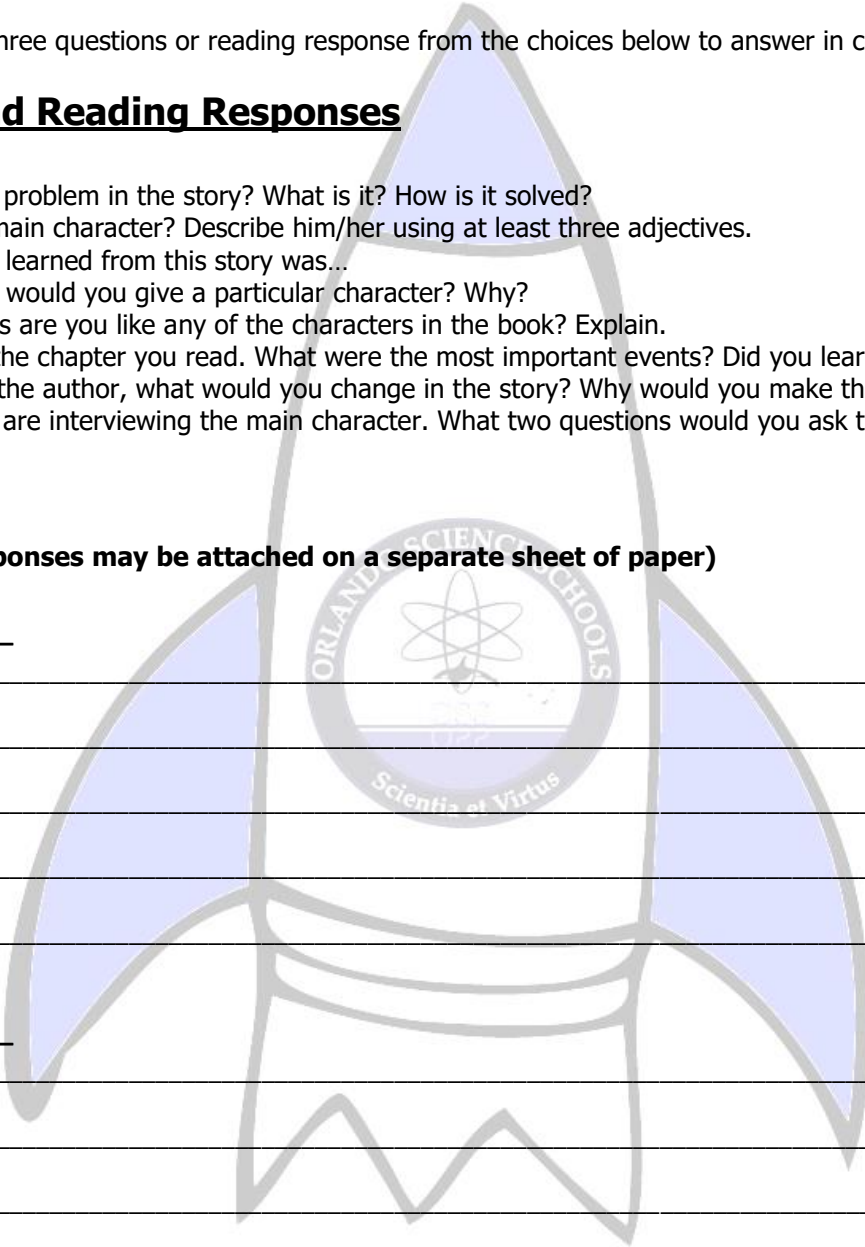 hree questions or reading response from the choices below to answer in c
d Reading Responses
problem in the story? What is it? How is it solved?
nain character? Describe him/her using at least three adjectives.
learned from this story was…
would you give a particular character? Why?
s are you like any of the characters in the book? Explain.
the chapter you read. What were the most important events? Did you lear
the author, what would you change in the story? Why would you make th
are interviewing the main character. What two questions would you ask t
ponses may be attached on a separate sheet of paper)
ORLANDO SCIENCE SCHOOLS
OSS
Scientia et Virtus